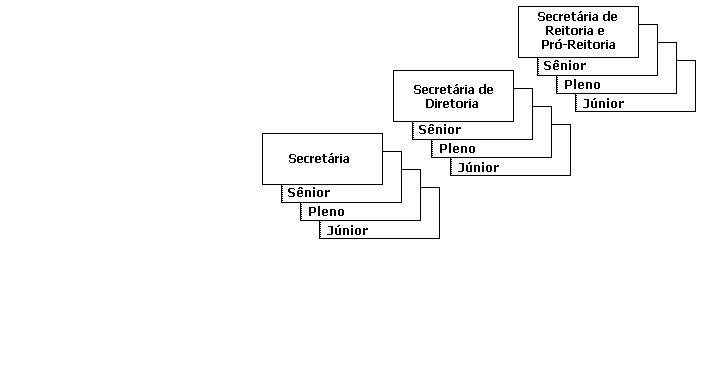 Secretária de
Reitoria e
Pró-Reitoria
Sênior
Pleno
Júnior
Secretária de
Diretoria
Sênior
Pleno
Júnior
Secretária
Sênior
Pleno
Júnior